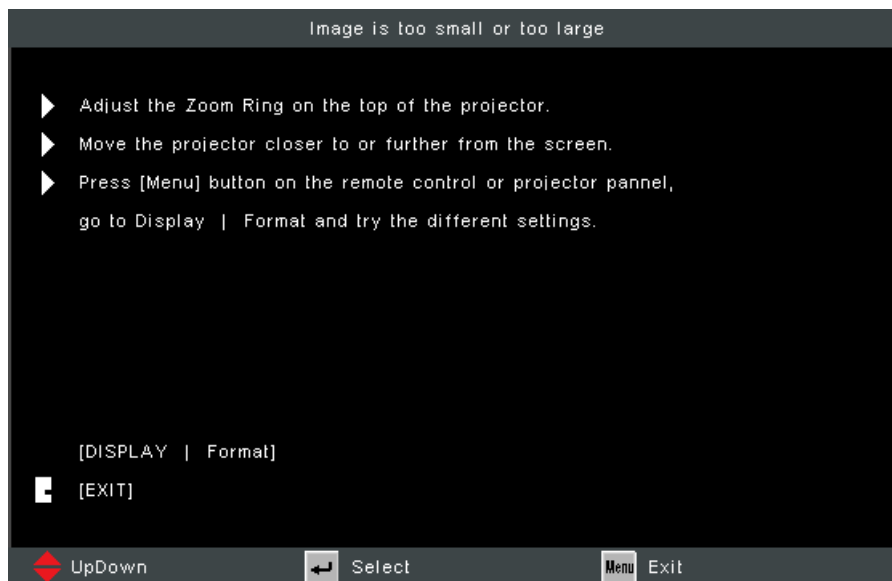 Image is too small or too large
Adjust the Zoom Ring on the top of the projector.
Move the projector closer to or further from the screen.
Press [Menu] button on the remote control or projector pannel,
go to Display | Format and try the different settings.
[DISPLAY | Format]
[EXIT]
UpDown Select Menu Exit